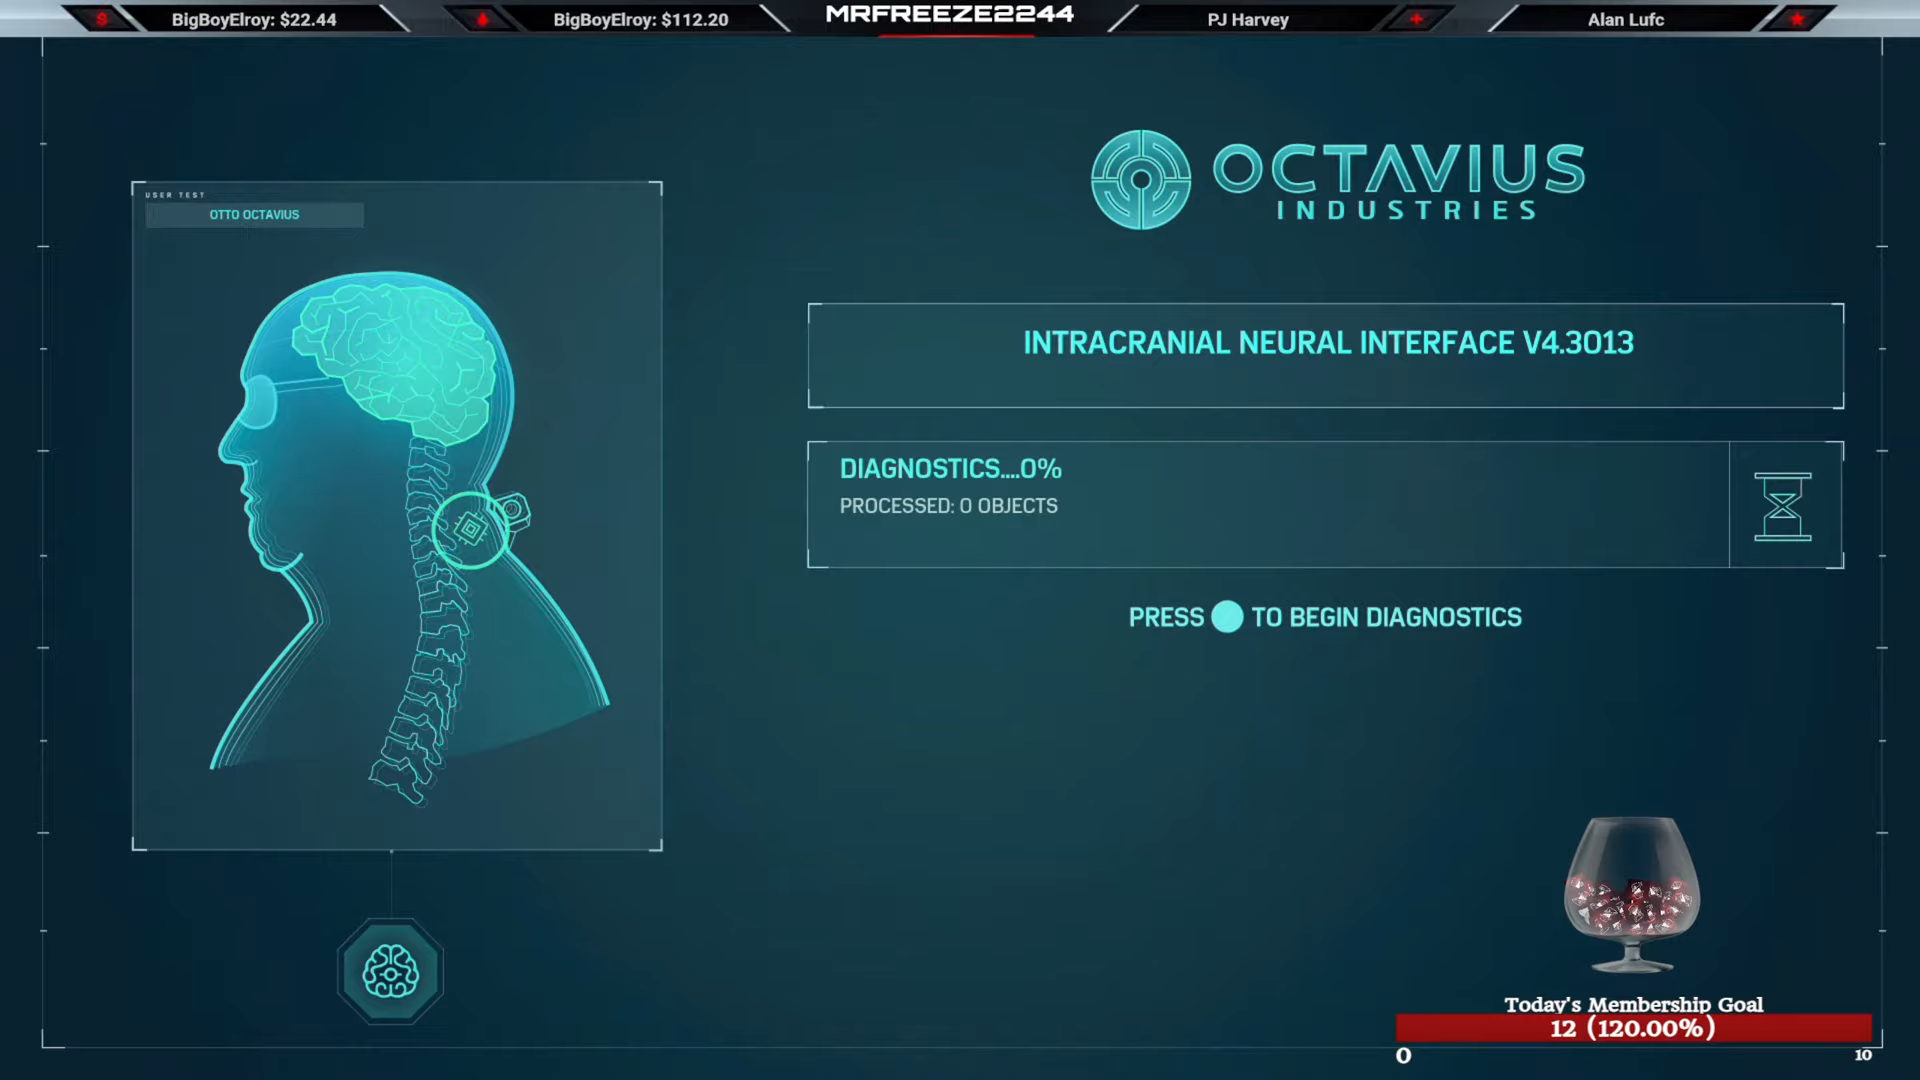 BigBoyElroy: $22.44
BigBoyElroy: $112.20
MRFREEZE2244
PJ Harvey
Alan Lufc
USER TEST
OTTO OCTAVIUS
OCTAVIUS
INDUSTRIES
INTRACRANIAL NEURAL INTERFACE V4.3013
DIAGNOSTICS....0%
PROCESSED: 0 OBJECTS
PRESS TO BEGIN DIAGNOSTICS
Today's Membership Goal
12 (120.00%)
0
10